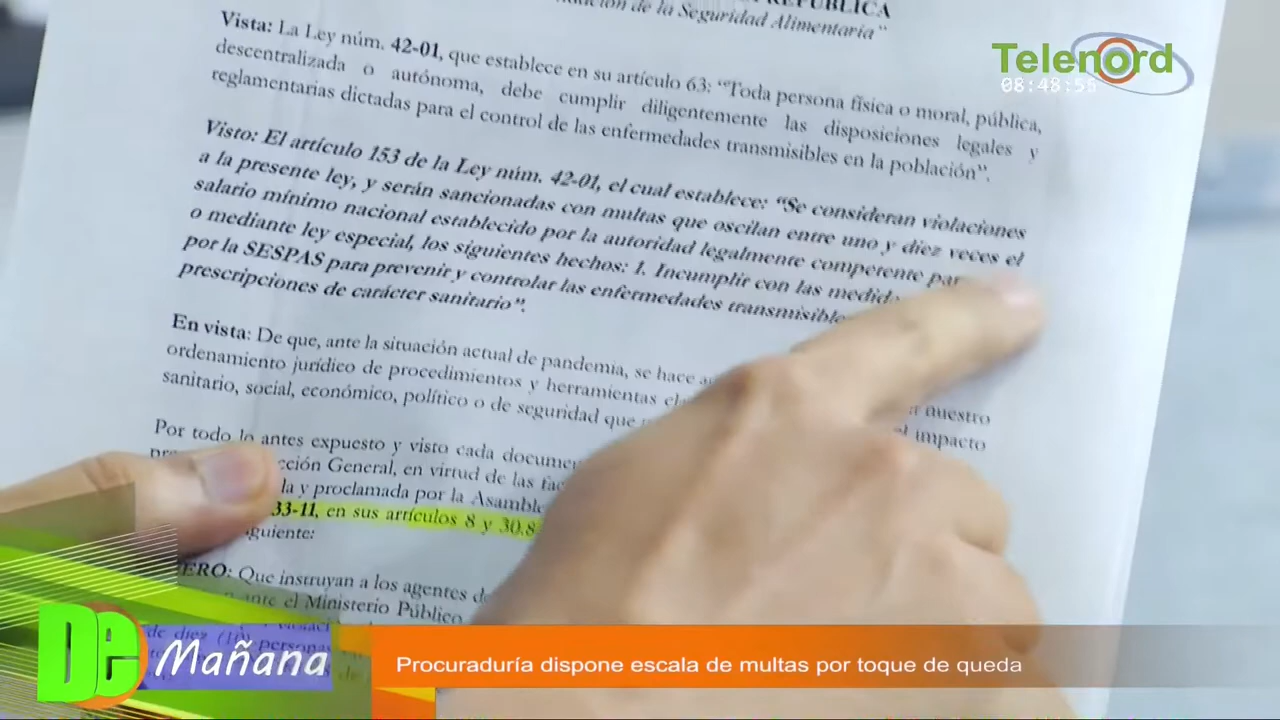 REPÚBLICA
de la Seguridad Alimentaria"
Vista: La Ley núm. 42-01, que establece en su artículo 63: "Toda persona física o moral, pública,
descentralizada o autónoma, debe cumplir diligentemente las disposiciones legales y
reglamentarias dictadas para el control de las enfermedades transmisibles en la población".
Visto: El artículo 153 de la Ley núm. 42-01, el cual establece: "Se consideran violaciones
a la presente ley, y serán sancionadas con multas que oscilan entre uno y diez veces el
salario mínimo nacional establecido por la autoridad legalmente competente par
o mediante ley especial, los siguientes hechos: 1. Incumplir con las medid
por la SESPAS para prevenir y controlar las enfermedades transmisible
prescripciones de carácter sanitario".
En vista: De que, ante la situación actual de pandemia, se hace
ordenamiento jurídico de procedimientos y herramientas nuestro
sanitario, social, económico, político o de seguridad que el impacto
Por todo lo antes expuesto y visto cada docume
cción General, en virtud de las fac
la y proclamada por la Asamble
33-11, en sus artículos 8 y 30.8
guiente:
ERO: Que instruyan a los agentes d
ante el Ministerio Público
de diez (10) personas
Telenord
08:48:55
De Mañana
Procuraduría dispone escala de multas por toque de queda